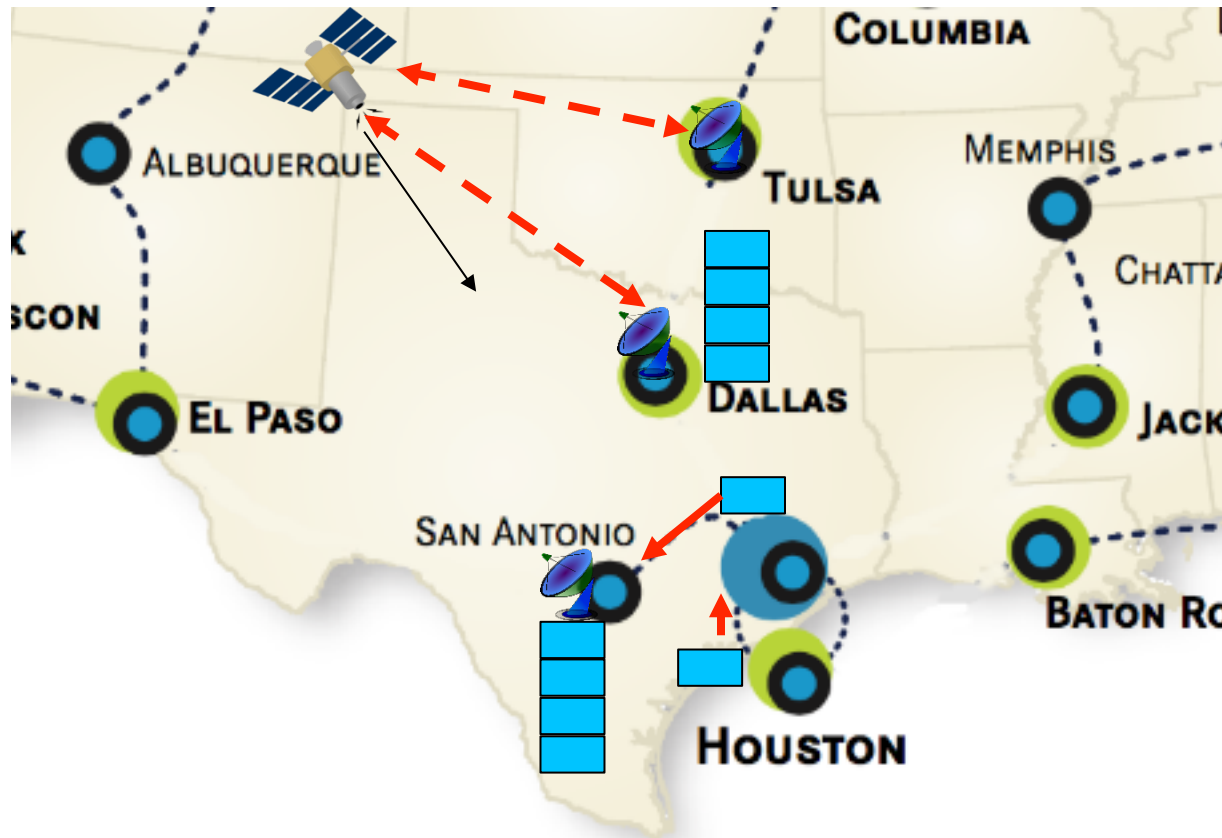 COLUMBIA
ALBUQUERQUE
MEMPHIS
TULSA
X
CHATTA
SCON
DALLAS
EL PASO
JACK
SAN ANTONIO
BATON RO
HOUSTON